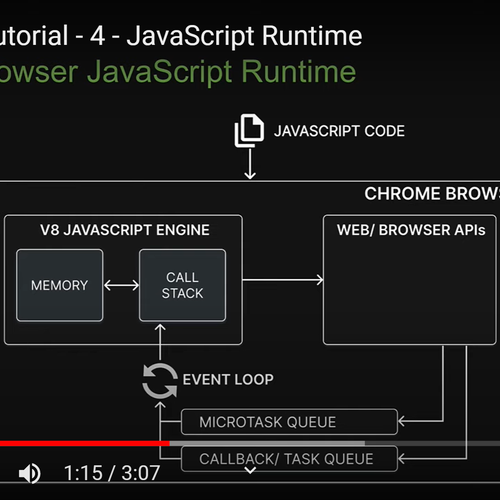 utorial - 4 - JavaScript Runtime
owser JavaScript Runtime
JAVASCRIPT CODE
CHROME BROWS
V8 JAVASCRIPT ENGINE
WEB/ BROWSER APIs
MEMORY
CALL
STACK
EVENT LOOP
MICROTASK QUEUE
CALLBACK/ TASK QUEUE
1:15 / 3:07